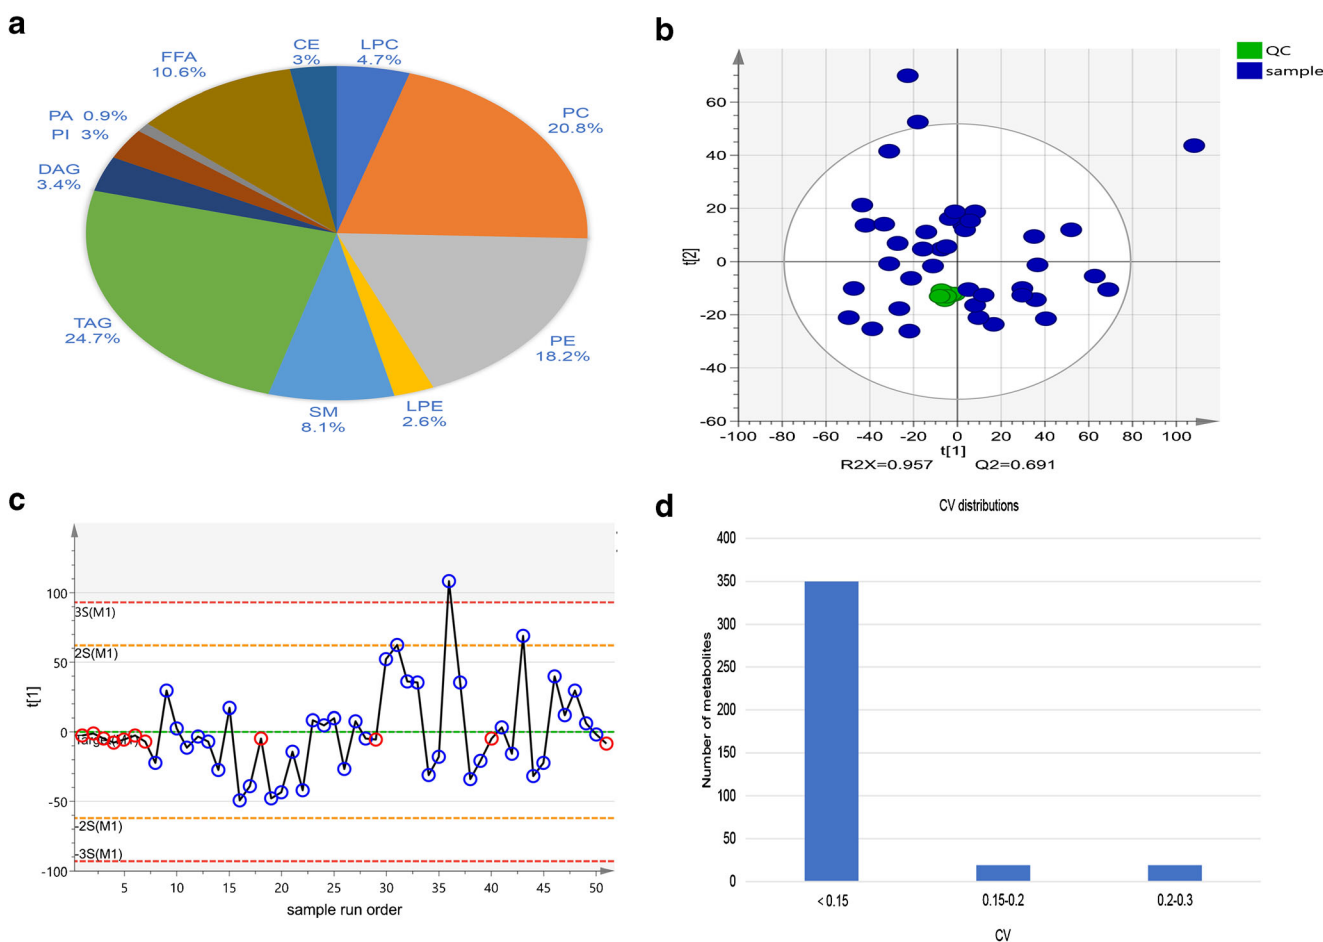 a
CE
3%
LPC
4.7%
FFA
10.6%
PC
20.8%
PA 0.9%
PI 3%
DAG
3.4%
TAG
24.7%
PE
18.2%
SM
8.1%
LPE
2.6%
b
QC
sample
60
40
20
0
-20
-40
-60
t[2]
-100 -80 -60 -40 -20 0 20 40 60 80 100
t[1]
R2X=0.957 Q2=0.691
c
100
50
0
-50
-100
t[1]
3S(M1)
2S(M1)
-2S(M1)
-3S(M1)
5 10 15 20 25 30 35 40 45 50
sample run order
d
CV distributions
400
350
300
250
200
150
100
50
0
Number of metabolites
< 0.15 0.15-0.2 0.2-0.3
CV